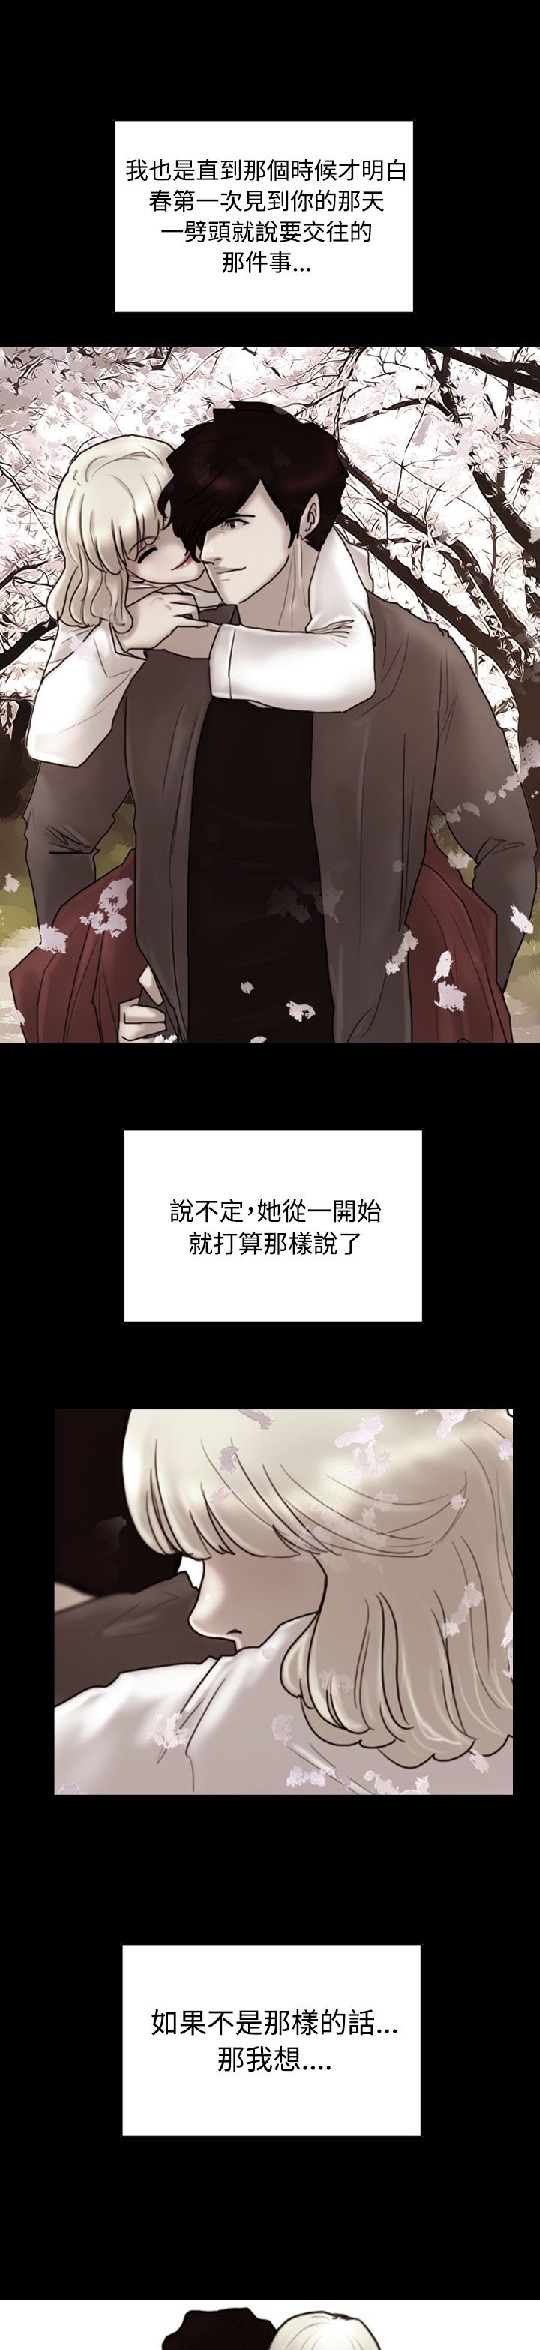 我也是直到那個時候才明白
春第一次見到你的那天
一劈頭就說要交往的
那件事...
說不定，她從一開始
就打算那樣說了
如果不是那樣的話...
那我想....